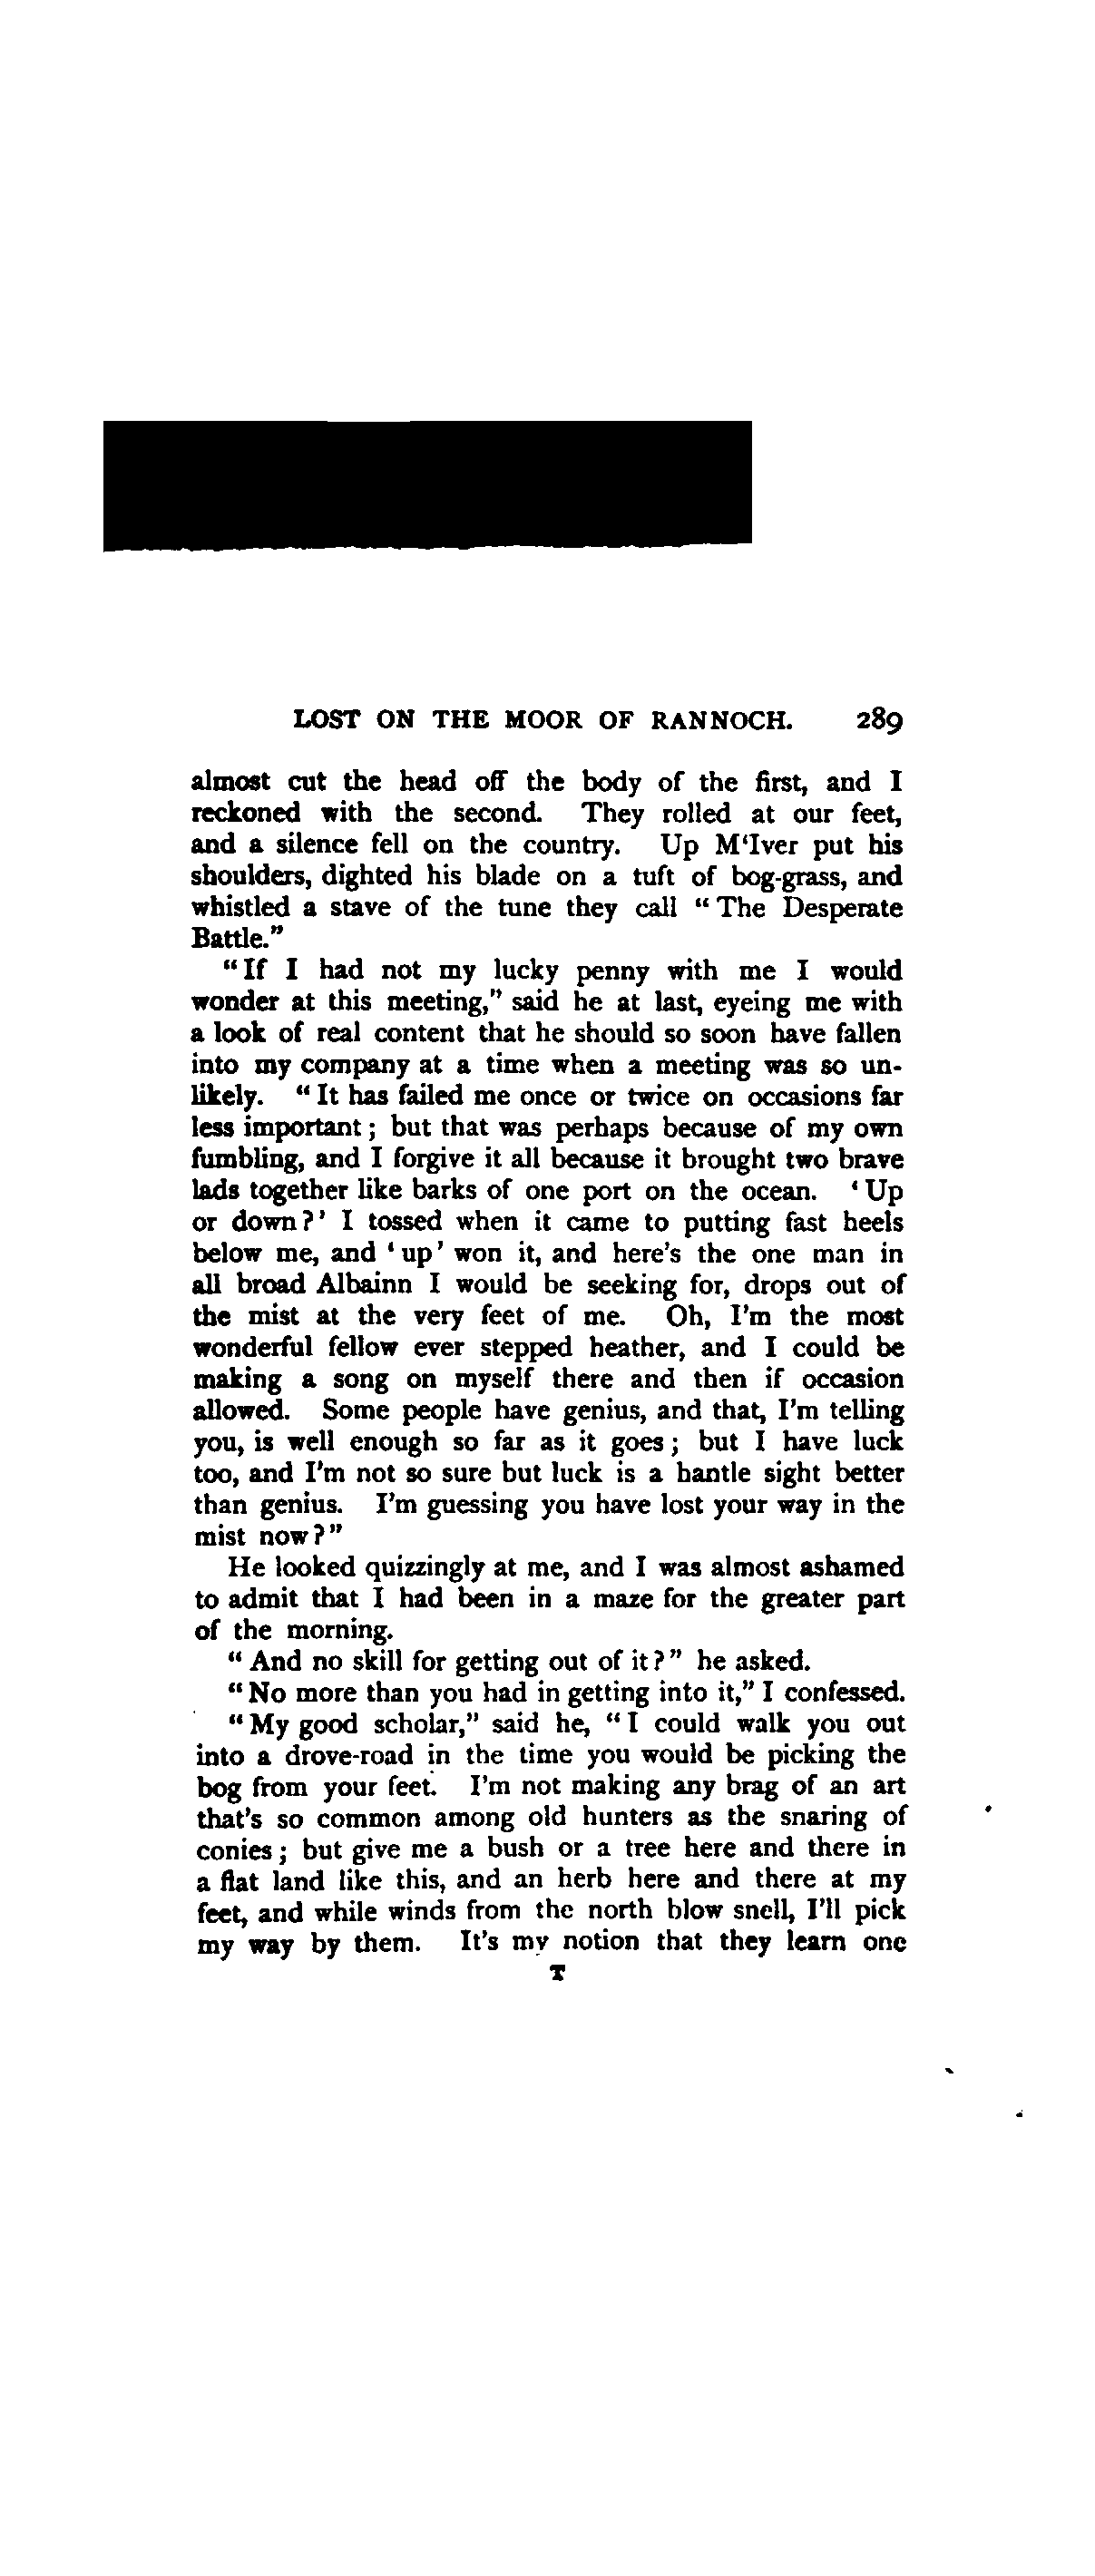 LOST ON THE MOOR OF RANNOCH. 289
almost cut the head off the body of the first, and I
reckoned with the second. They rolled at our feet,
and a silence fell on the country. Up M‘Iver put his
shoulders, dighted his blade on a tuft of bog-grass, and
whistled a stave of the tune they call “The Desperate
Battle.”
“If I had not my lucky penny with me I would
wonder at this meeting,” said he at last, eyeing me with
a look of real content that he should so soon have fallen
into my company at a time when a meeting was so un-
likely. “It has failed me once or twice on occasions far
less important; but that was perhaps because of my own
fumbling, and I forgive it all because it brought two brave
lads together like barks of one port on the ocean. ‘Up
or down?’ I tossed when it came to putting fast heels
below me, and ‘up’ won it, and here’s the one man in
all broad Albainn I would be seeking for, drops out of
the mist at the very feet of me. Oh, I’m the most
wonderful fellow ever stepped heather, and I could be
making a song on myself there and then if occasion
allowed. Some people have genius, and that, I’m telling
you, is well enough so far as it goes; but I have luck
too, and I’m not so sure but luck is a hantle sight better
than genius. I’m guessing you have lost your way in the
mist now?”
He looked quizzingly at me, and I was almost ashamed
to admit that I had been in a maze for the greater part
of the morning.
“And no skill for getting out of it?” he asked.
“No more than you had in getting into it,” I confessed.
“My good scholar,” said he, “I could walk you out
into a drove-road in the time you would be picking the
bog from your feet. I’m not making any brag of an art
that’s so common among old hunters as the snaring of
conies; but give me a bush or a tree here and there in
a flat land like this, and an herb here and there at my
feet, and while winds from the north blow snell, I’ll pick
my way by them. It’s my notion that they learn one
T